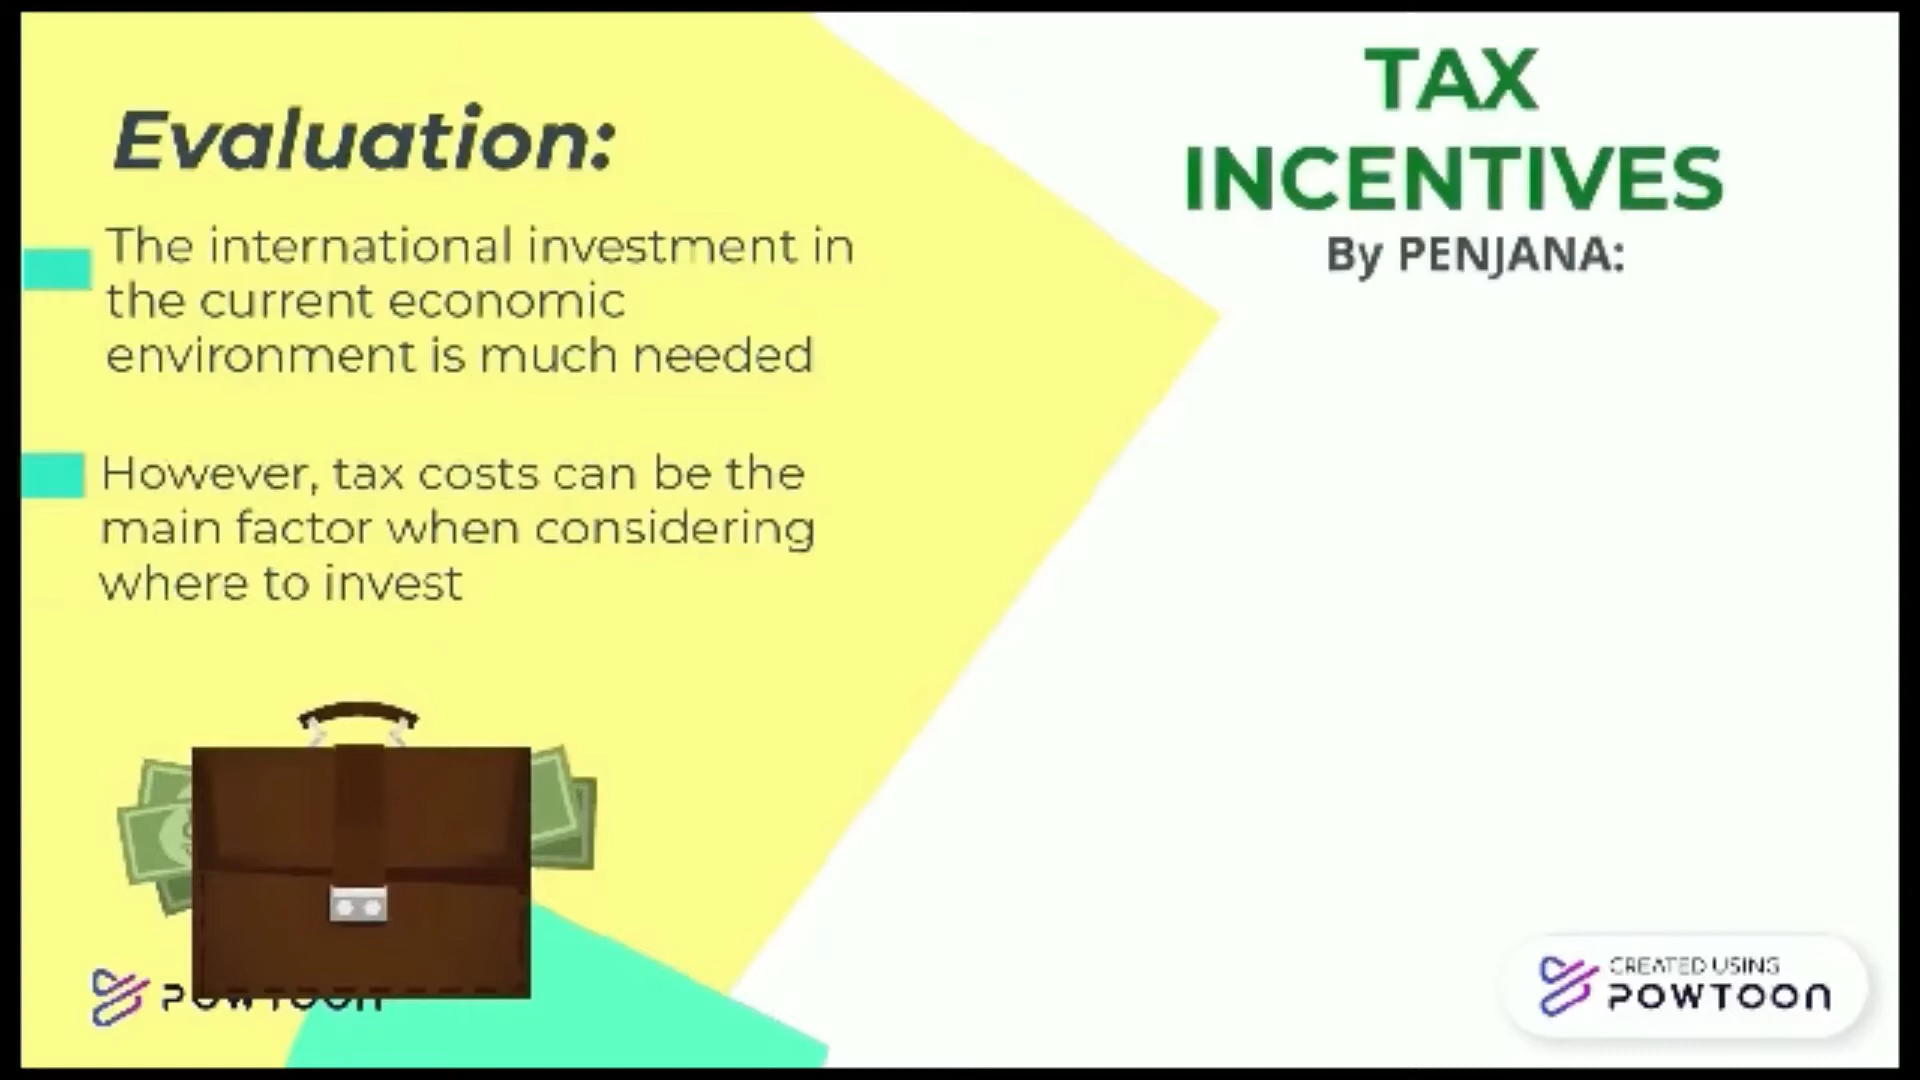 Evaluation:
The international investment in
the current economic
environment is much needed
However, tax costs can be the
main factor when considering
where to invest
TAX
INCENTIVES
By PENJANA:
POWTOON
CREATED USING
POWTOON